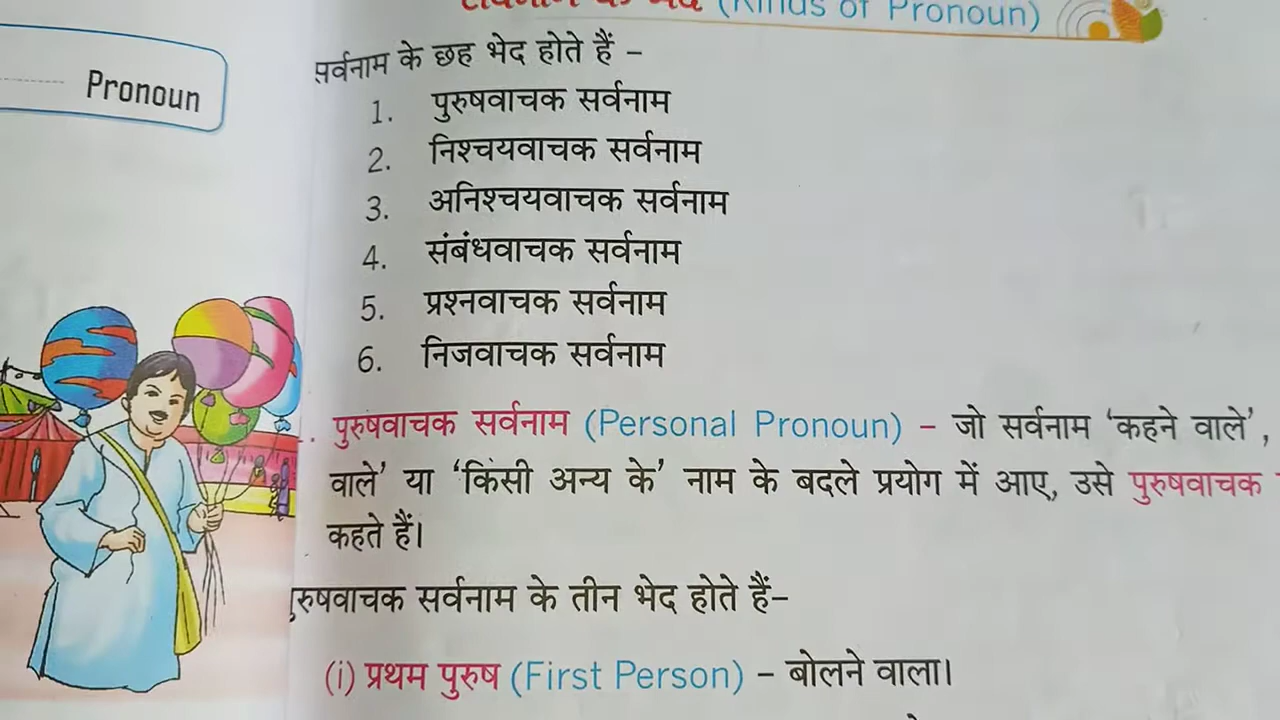 (Kinds of Pronoun)
Pronoun
सर्वनाम के छह भेद होते हैं –
1. पुरुषवाचक सर्वनाम
2. निश्चयवाचक सर्वनाम
3. अनिश्चयवाचक सर्वनाम
4. संबंधवाचक सर्वनाम
5. प्रश्नवाचक सर्वनाम
6. निजवाचक सर्वनाम
पुरुषवाचक सर्वनाम (Personal Pronoun) – जो सर्वनाम ‘कहने वाले’,
वाले’ या ‘किसी अन्य के’ नाम के बदले प्रयोग में आए, उसे पुरुषवाचक
कहते हैं।
पुरुषवाचक सर्वनाम के तीन भेद होते हैं–
(i) प्रथम पुरुष (First Person) – बोलने वाला।